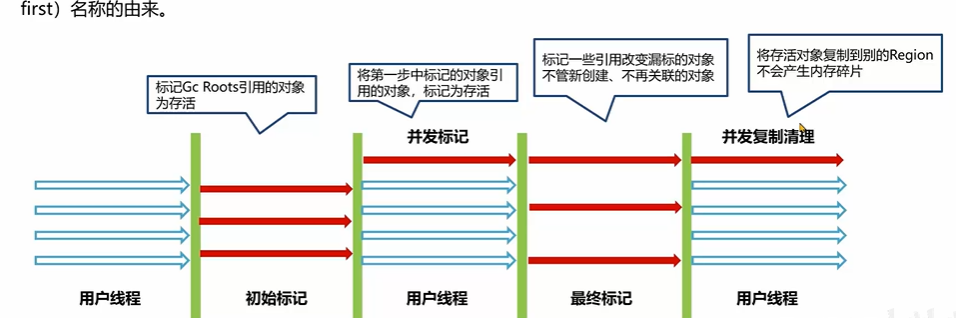 first）名称的由来。
标记Gc Roots引用的对象
为存活
将第一步中标记的对象引
用的对象，标记为存活
标记一些引用改变漏标的对象
不管新创建、不再关联的对象
将存活对象复制到别的Region
不会产生内存碎片
并发标记
并发复制清理
用户线程
初始标记
用户线程
最终标记
用户线程